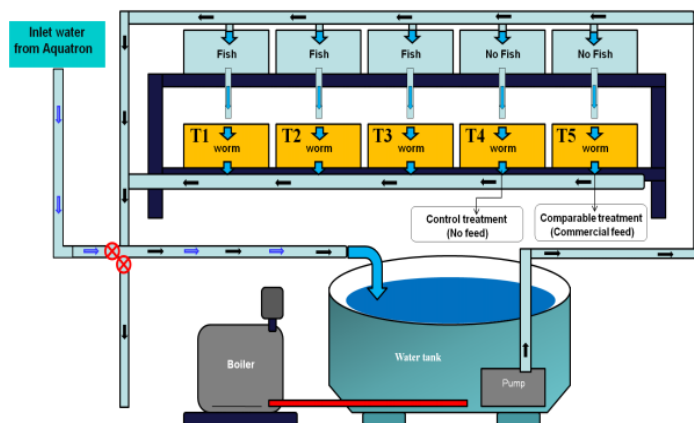 Inlet water
from Aquatron
Fish
Fish
Fish
No Fish
No Fish
T1
worm
T2
worm
T3
worm
T4
worm
T5
worm
Control treatment
(No feed)
Comparable treatment
(Commercial feed)
Boiler
Water tank
Pump